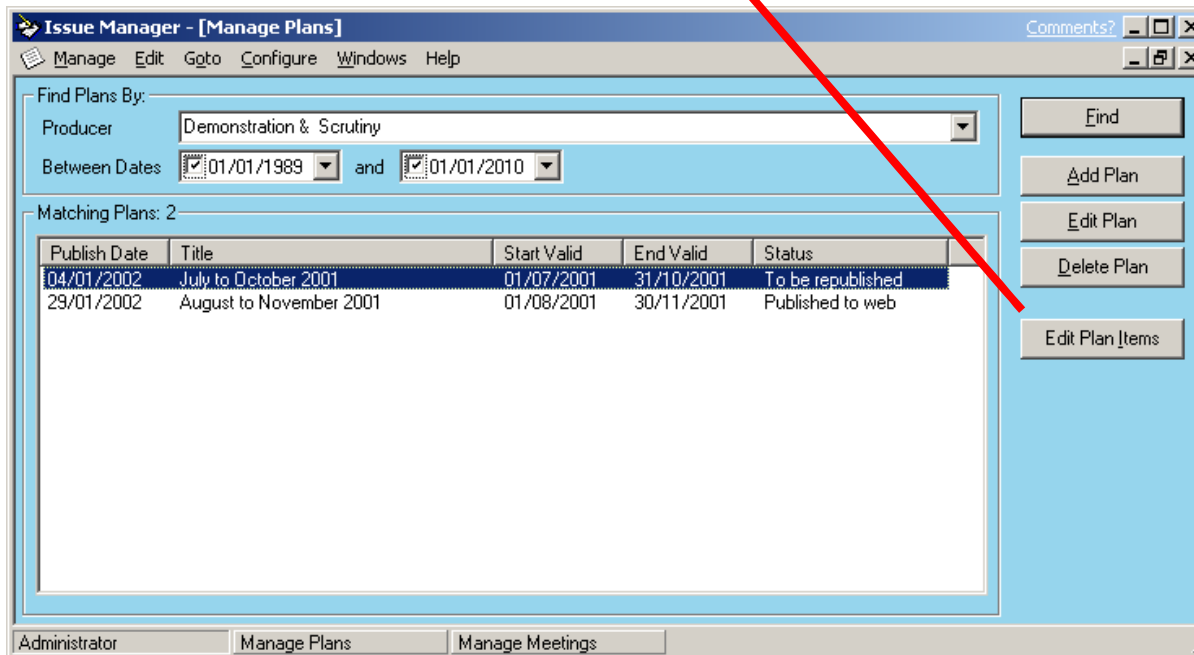 Issue Manager - [Manage Plans] Comments?
Manage Edit Goto Configure Windows Help
Find Plans By:
Producer Demonstration & Scrutiny
Between Dates 01/01/1989 and 01/01/2010
Find
Add Plan
Edit Plan
Delete Plan
Edit Plan Items
Matching Plans: 2
Publish Date Title Start Valid End Valid Status
04/01/2002 July to October 2001 01/07/2001 31/10/2001 To be republished
29/01/2002 August to November 2001 01/08/2001 30/11/2001 Published to web
Administrator Manage Plans Manage Meetings